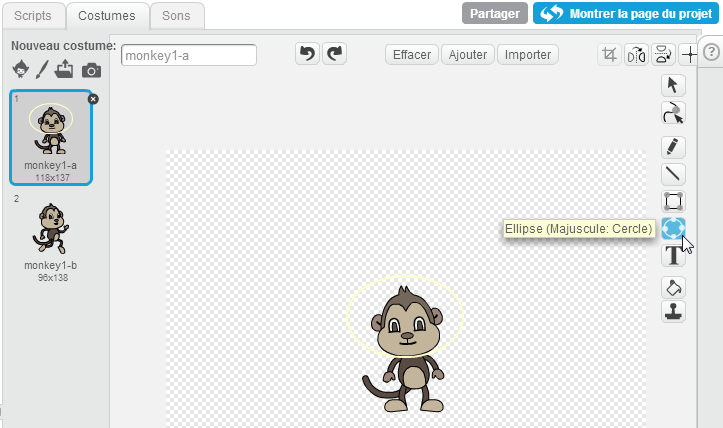 Scripts Costumes Sons Partager Montrer la page du projet
Nouveau costume: monkey1-a Effacer Ajouter Importer ?
1
monkey1-a
118x137
2
monkey1-b
96x138
Ellipse (Majuscule: Cercle)
T